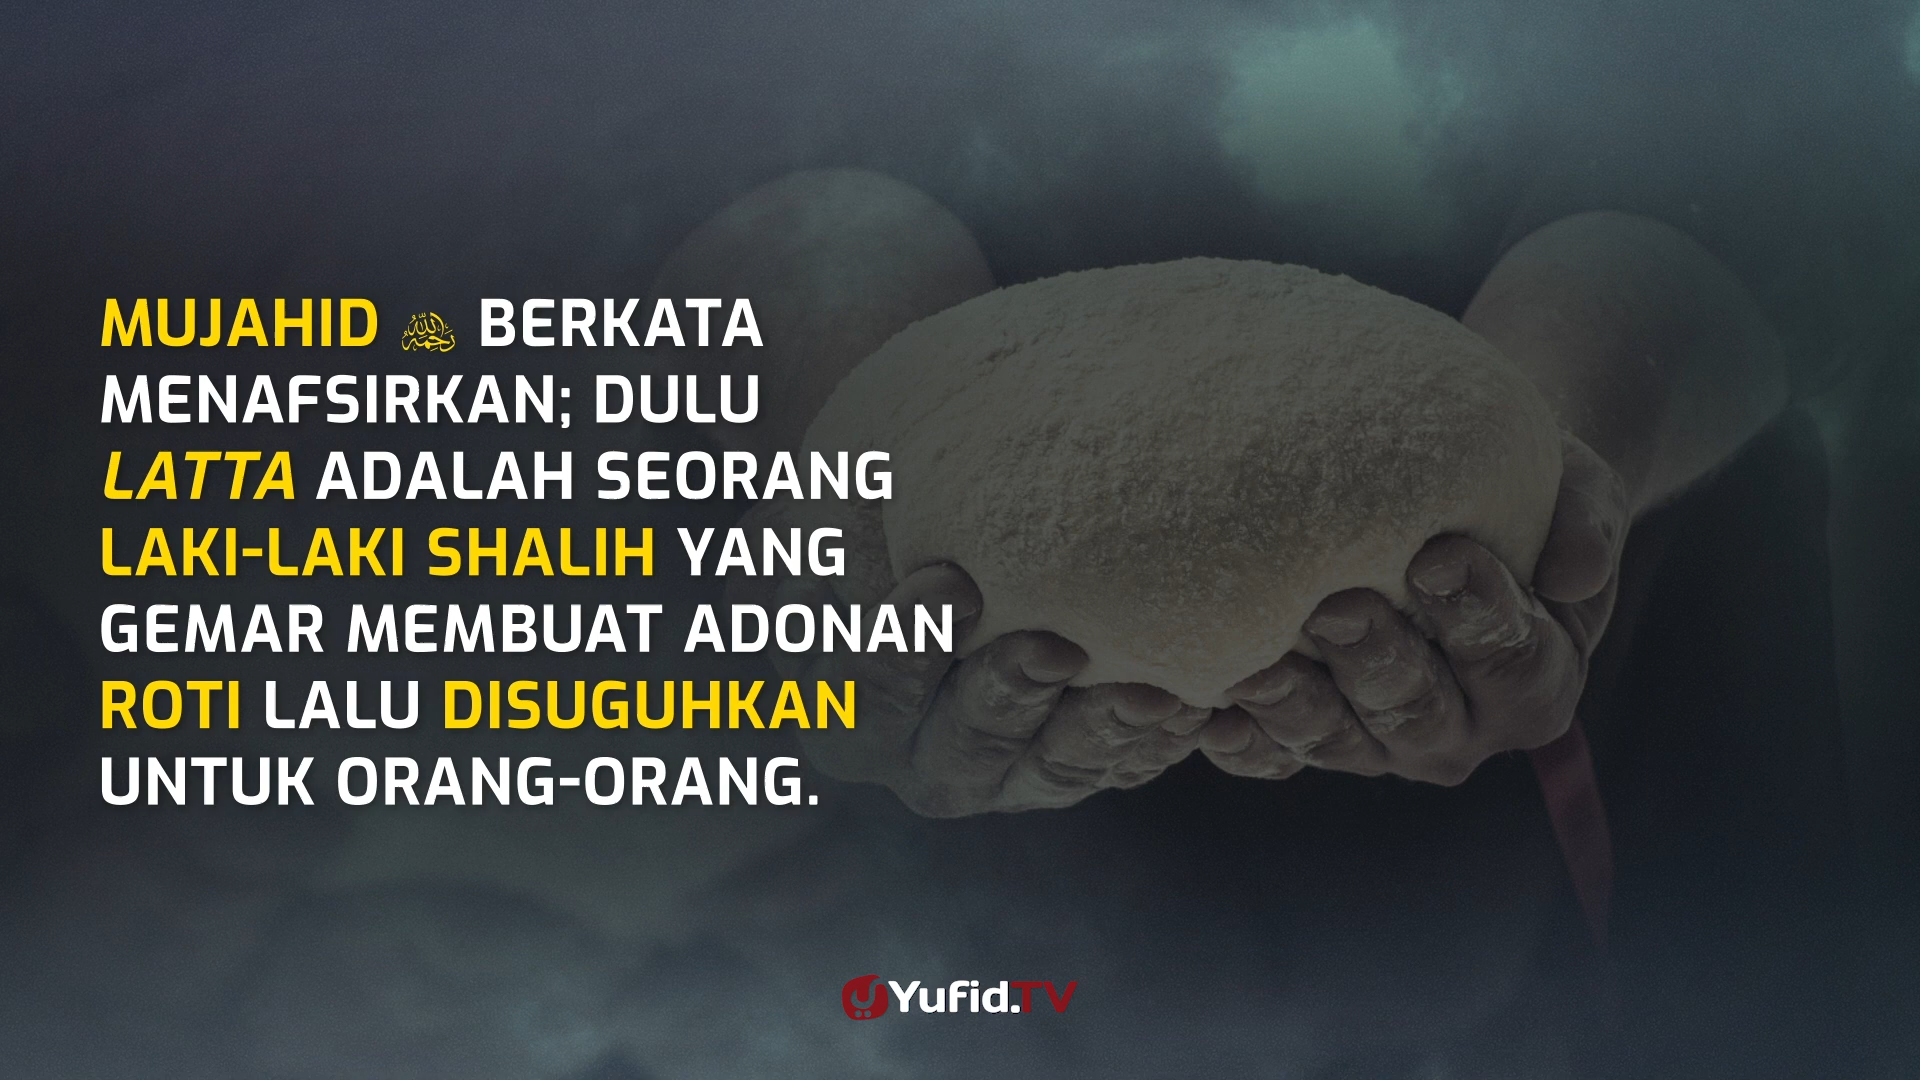 MUJAHID رحمه الله BERKATA
MENAFSIRKAN; DULU
LATTA ADALAH SEORANG
LAKI-LAKI SHALIH YANG
GEMAR MEMBUAT ADONAN
ROTI LALU DISUGUHKAN
UNTUK ORANG-ORANG.
Yufid.TV